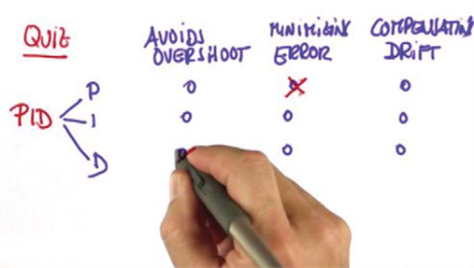 QUIZ
AVOIDS OVERSHOOT
MINIMIZING ERROR
COMPENSATING DRIFT
PID
P
I
D